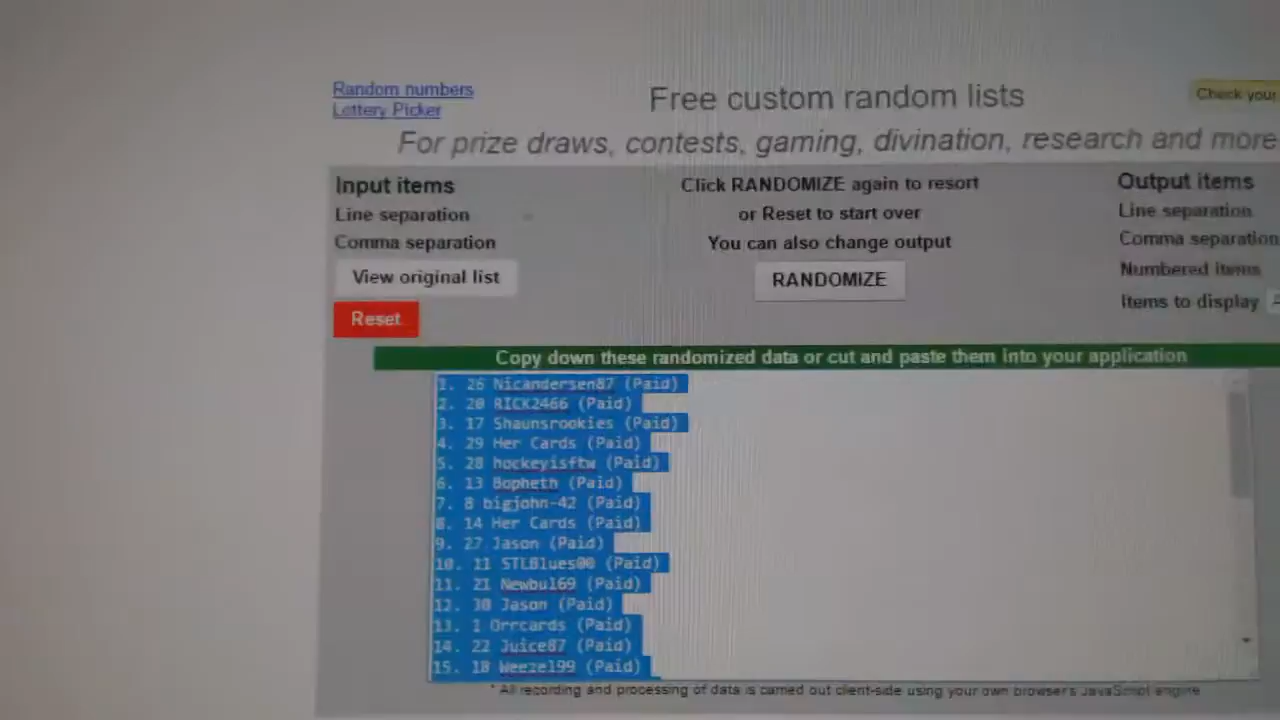 Random numbers
Lottery Picker
Free custom random lists
Check your
For prize draws, contests, gaming, divination, research and more
Input items
Click RANDOMIZE again to resort
Output items
Line separation
or Reset to start over
Line separation
Comma separation
You can also change output
Comma separation
View original list
RANDOMIZE
Numbered items
Reset
Items to display
Copy down these randomized data or cut and paste them into your application
1. 26 Nicandersen87 (Paid)
2. 20 RICK2466 (Paid)
3. 17 Shaunsrookies (Paid)
4. 29 Her Cards (Paid)
5. 28 hockeyisftw (Paid)
6. 13 Bopheth (Paid)
7. 8 bigjohn-42 (Paid)
8. 14 Her Cards (Paid)
9. 27 Jason (Paid)
10. 11 STLBlues00 (Paid)
11. 21 Newbu169 (Paid)
12. 30 Jason (Paid)
13. 1 Orrcards (Paid)
14. 22 Juice87 (Paid)
15. 18 Weezel99 (Paid)
* All recording and processing of data is carried out client-side using your own browser's JavaScript engine